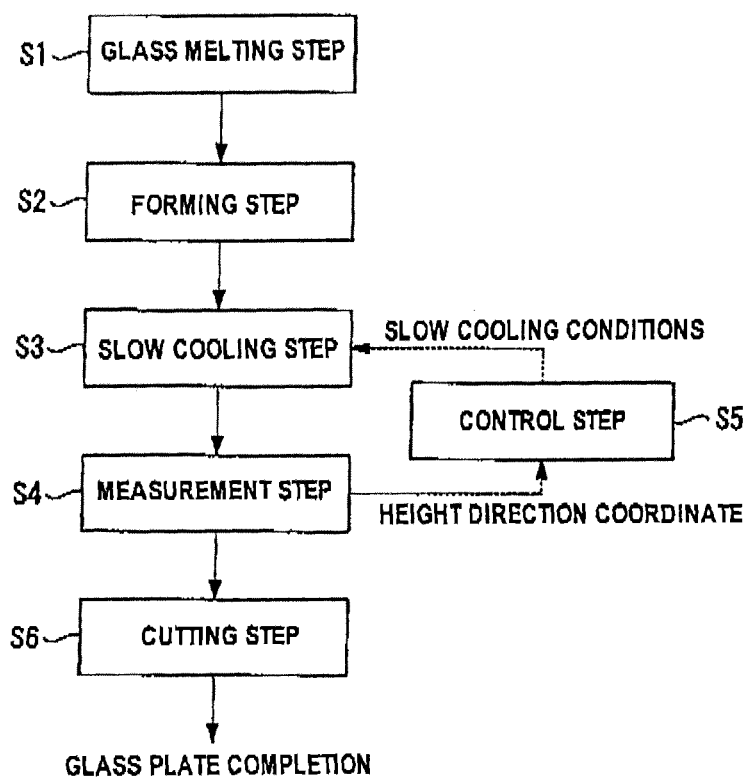 S1
GLASS MELTING STEP
S2
FORMING STEP
S3
SLOW COOLING STEP
SLOW COOLING CONDITIONS
CONTROL STEP
S5
S4
MEASUREMENT STEP
HEIGHT DIRECTION COORDINATE
S6
CUTTING STEP
GLASS PLATE COMPLETION